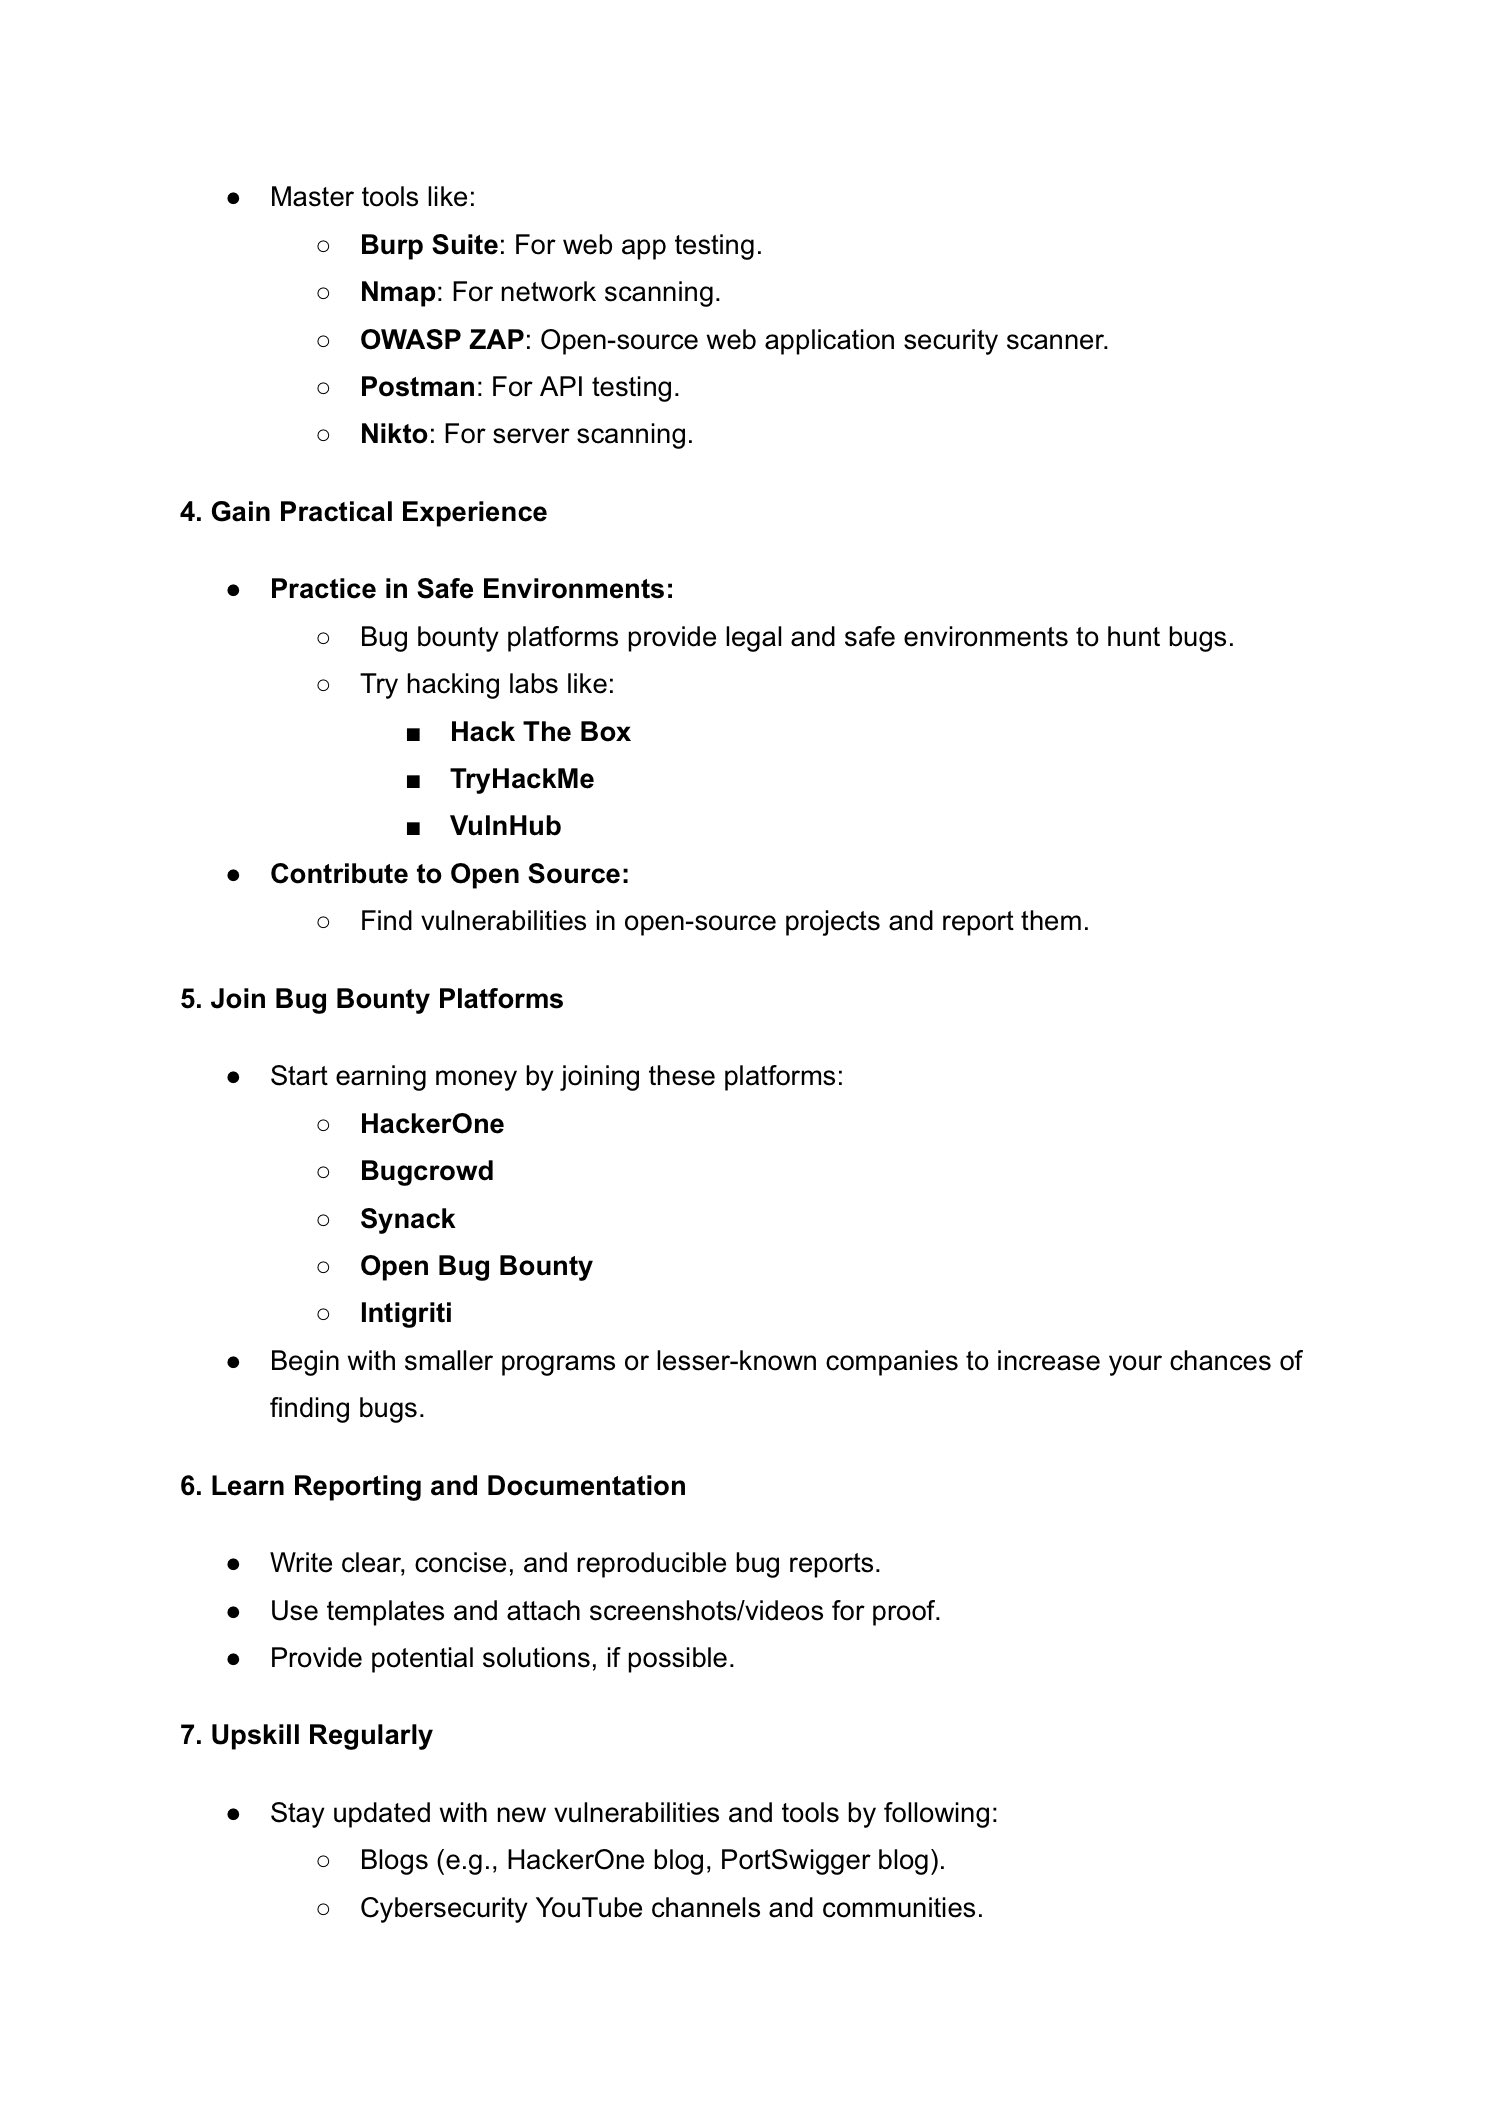 ● Master tools like:
○ Burp Suite: For web app testing.
○ Nmap: For network scanning.
○ OWASP ZAP: Open-source web application security scanner.
○ Postman: For API testing.
○ Nikto: For server scanning.
4. Gain Practical Experience
● Practice in Safe Environments:
○ Bug bounty platforms provide legal and safe environments to hunt bugs.
○ Try hacking labs like:
■ Hack The Box
■ TryHackMe
■ VulnHub
● Contribute to Open Source:
○ Find vulnerabilities in open-source projects and report them.
5. Join Bug Bounty Platforms
● Start earning money by joining these platforms:
○ HackerOne
○ Bugcrowd
○ Synack
○ Open Bug Bounty
○ Intigriti
● Begin with smaller programs or lesser-known companies to increase your chances of
finding bugs.
6. Learn Reporting and Documentation
● Write clear, concise, and reproducible bug reports.
● Use templates and attach screenshots/videos for proof.
● Provide potential solutions, if possible.
7. Upskill Regularly
● Stay updated with new vulnerabilities and tools by following:
○ Blogs (e.g., HackerOne blog, PortSwigger blog).
○ Cybersecurity YouTube channels and communities.